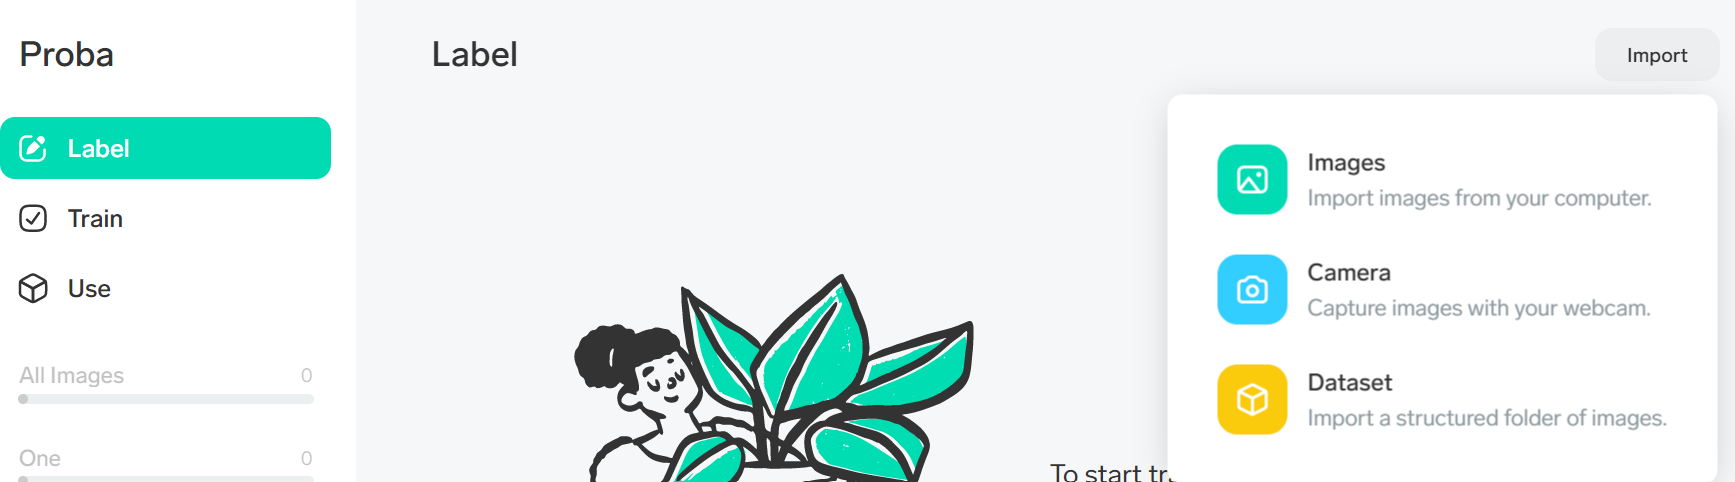 Proba
Label
Import
Label
Train
Use
All Images 0
One 0
Images
Import images from your computer.
Camera
Capture images with your webcam.
Dataset
Import a structured folder of images.
To start